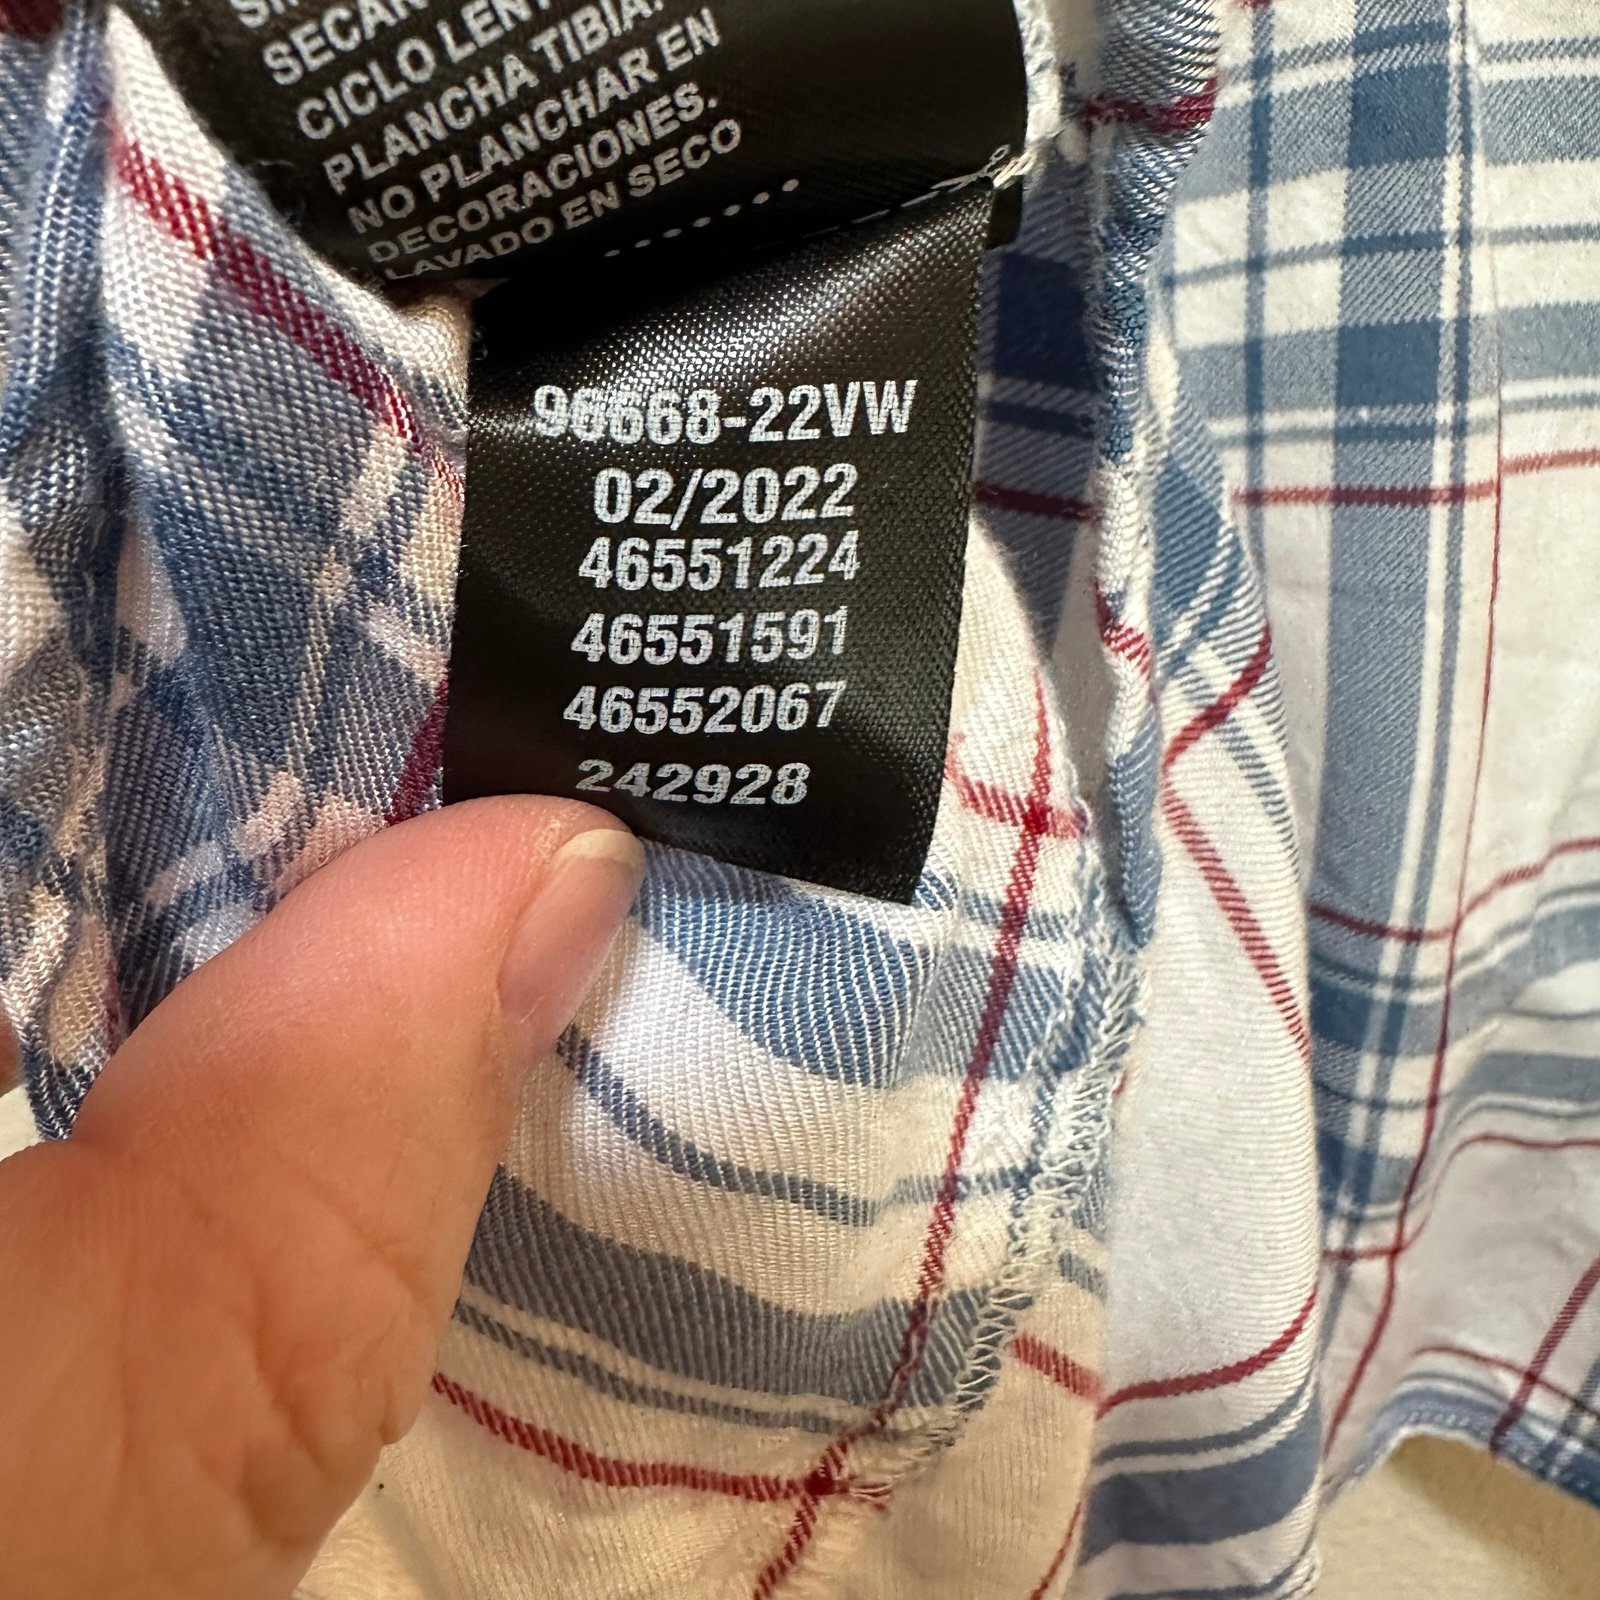 SECAR
CICLO LENT
PLANCHA TIBIA.
NO PLANCHAR EN
DECORACIONES.
LAVADO EN SECO
96668-22VW
02/2022
46551224
46551591
46552067
242928